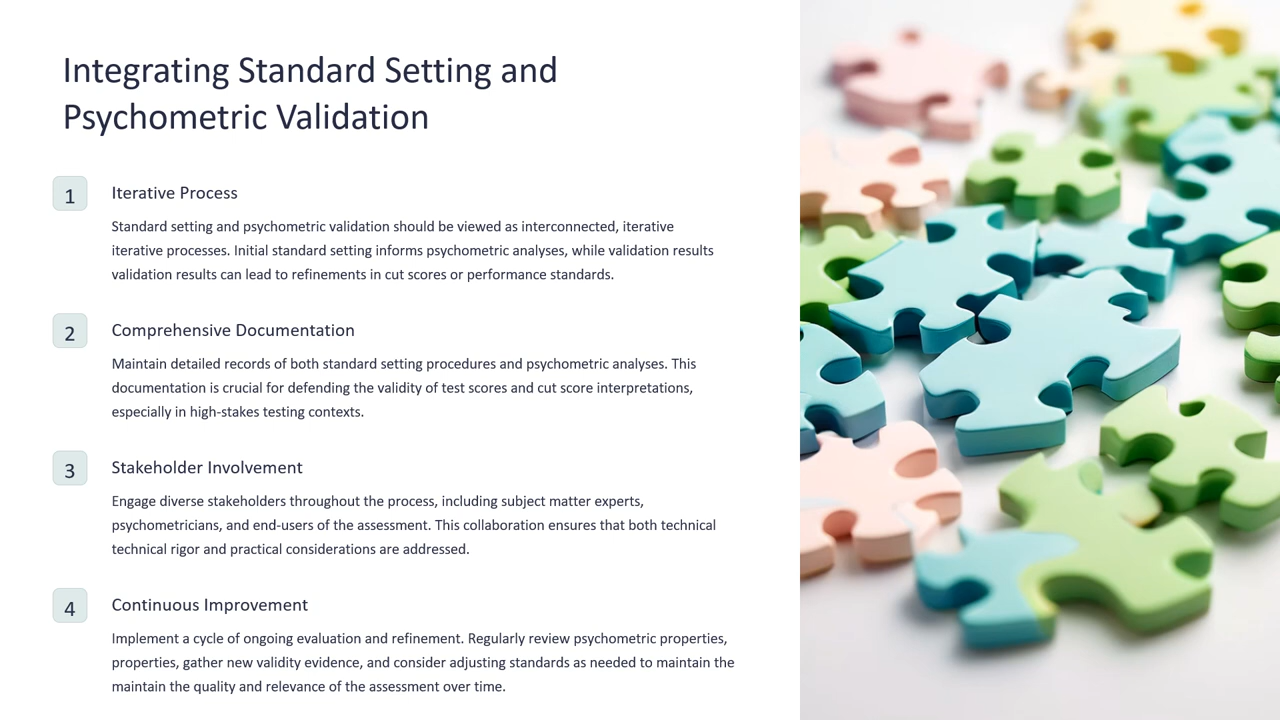 Integrating Standard Setting and
Psychometric Validation
1
Iterative Process
Standard setting and psychometric validation should be viewed as interconnected, iterative
iterative processes. Initial standard setting informs psychometric analyses, while validation results
validation results can lead to refinements in cut scores or performance standards.
2
Comprehensive Documentation
Maintain detailed records of both standard setting procedures and psychometric analyses. This
documentation is crucial for defending the validity of test scores and cut score interpretations,
especially in high-stakes testing contexts.
3
Stakeholder Involvement
Engage diverse stakeholders throughout the process, including subject matter experts,
psychometricians, and end-users of the assessment. This collaboration ensures that both technical
technical rigor and practical considerations are addressed.
4
Continuous Improvement
Implement a cycle of ongoing evaluation and refinement. Regularly review psychometric properties,
properties, gather new validity evidence, and consider adjusting standards as needed to maintain the
maintain the quality and relevance of the assessment over time.